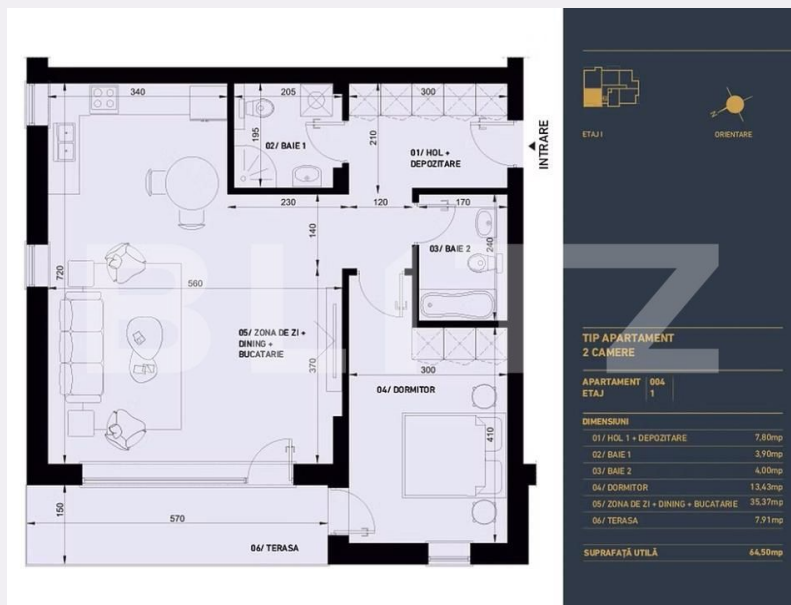 340
205
300
195
02/ BAIE 1
210
01/ HOL +
DEPOZITARE
INTRARE
230
120
170
140
03/ BAIE 2
240
720
560
05/ ZONA DE ZI +
DINING +
BUCATARIE
370
300
04/ DORMITOR
410
150
570
06/ TERASA
BLITZ
ETAJ I
N
ORIENTARE
TIP APARTAMENT
2 CAMERE
APARTAMENT 004
ETAJ 1
DIMENSIUNI
01/ HOL 1 + DEPOZITARE 7,80mp
02/ BAIE 1 3,90mp
03/ BAIE 2 4,00mp
04/ DORMITOR 13,43mp
05/ ZONA DE ZI + DINING + BUCATARIE 35,37mp
06/ TERASA 7,91mp
SUPRAFAȚĂ UTILĂ 64,50mp